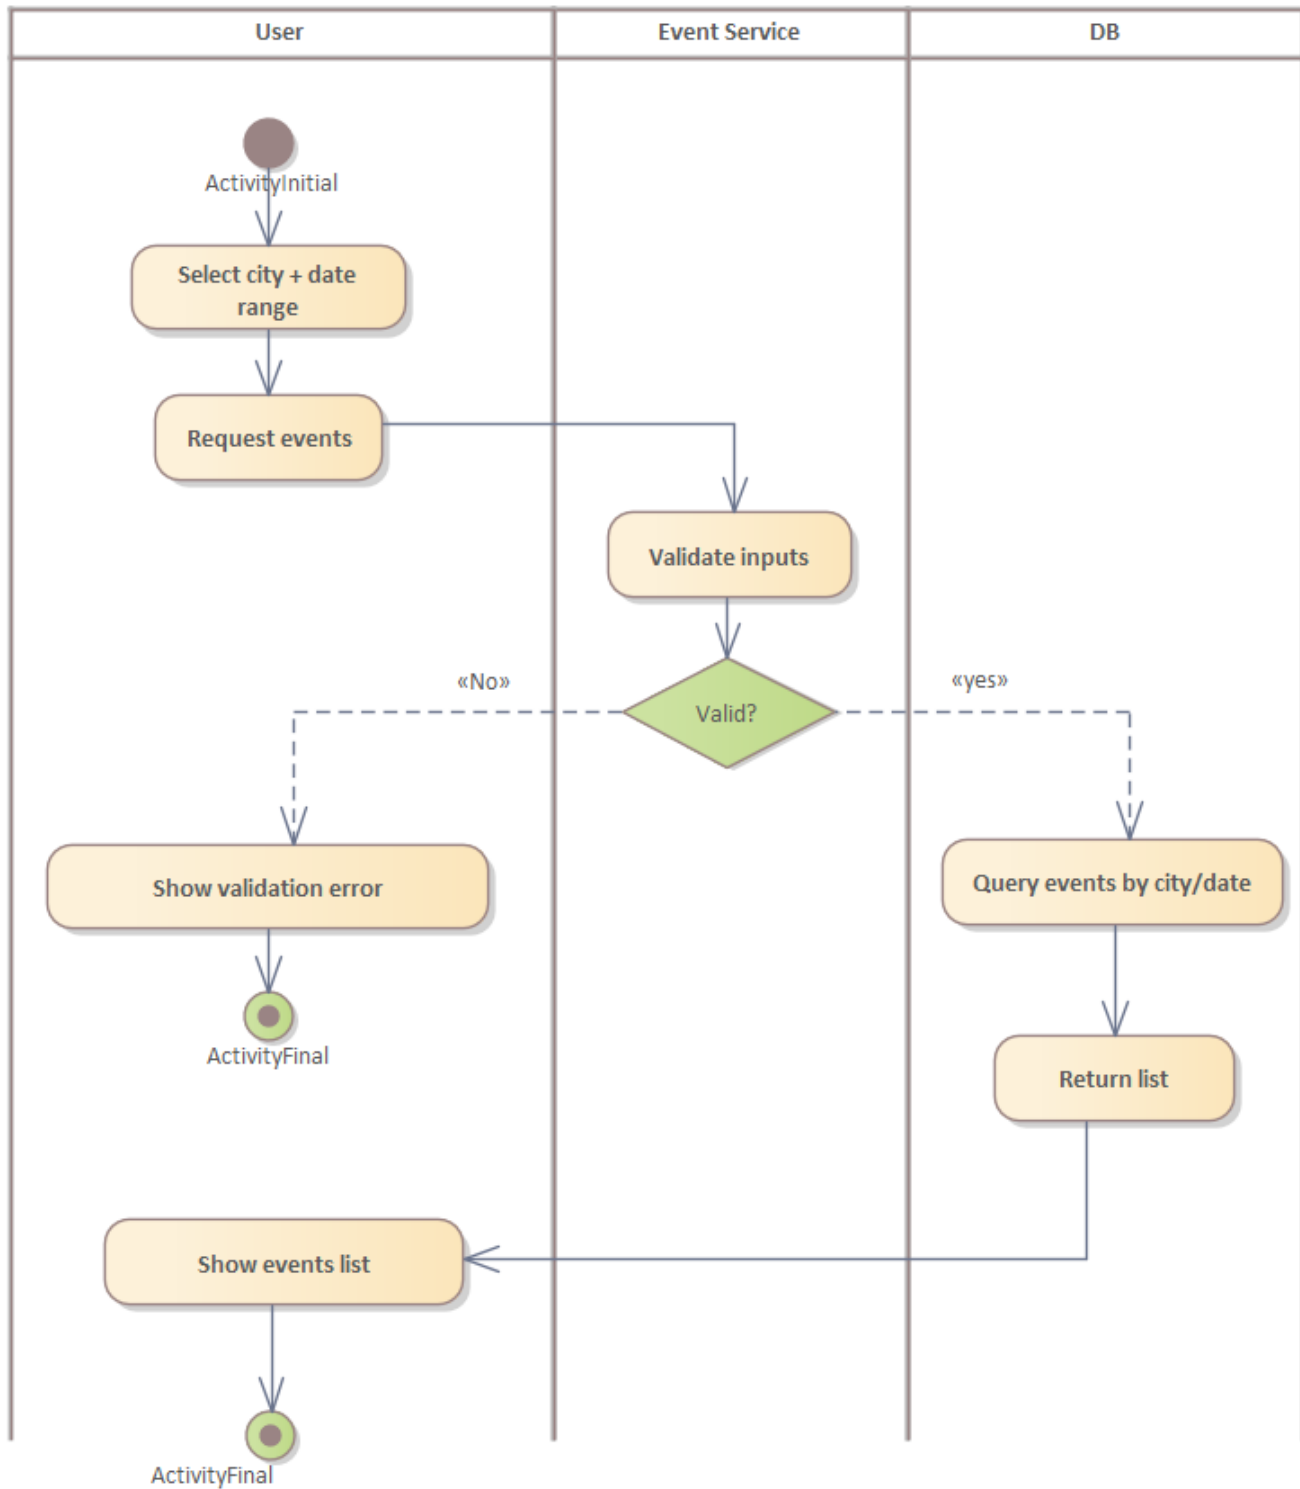 User
Event Service
DB
ActivityInitial
Select city + date
range
Request events
Validate inputs
«No»
Valid?
«yes»
Show validation error
Query events by city/date
ActivityFinal
Return list
Show events list
ActivityFinal